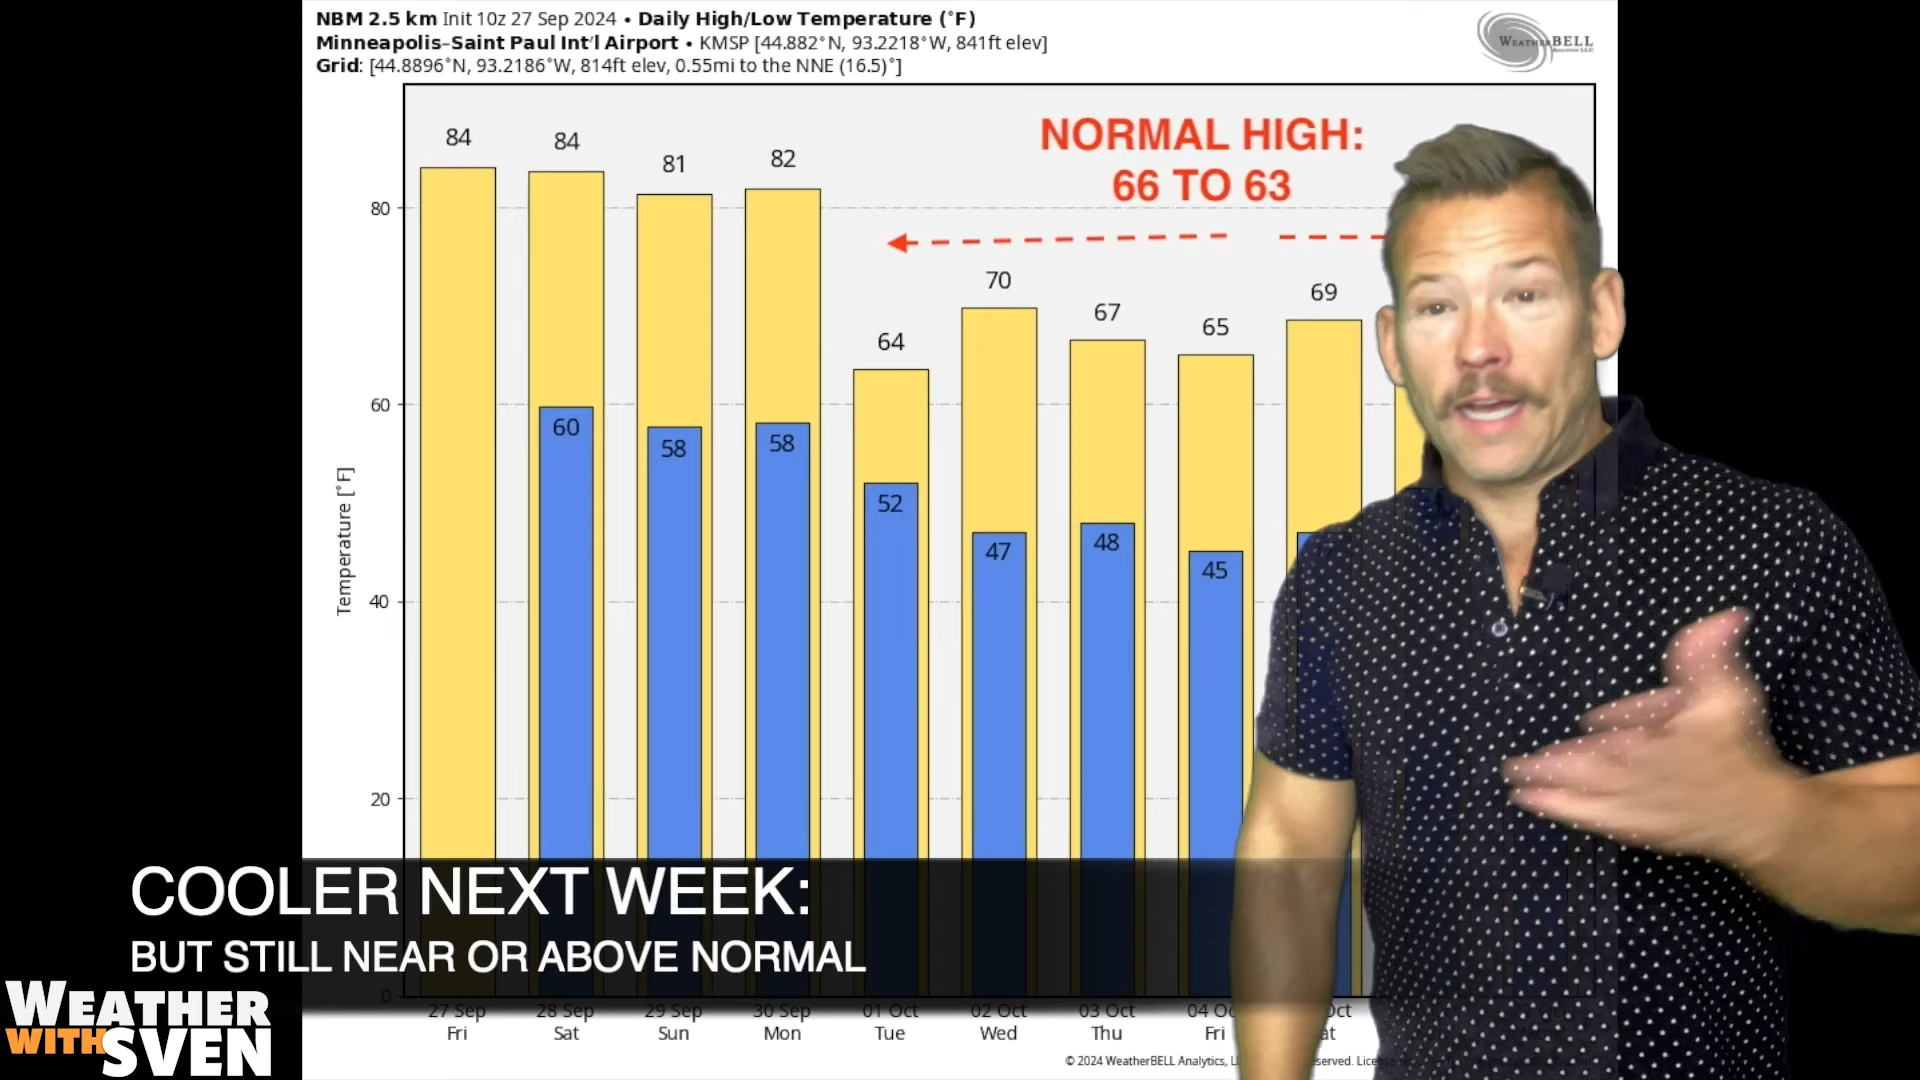 NBM 2.5 km Init 10z 27 Sep 2024 • Daily High/Low Temperature (°F)
Minneapolis–Saint Paul Int'l Airport • KMSP [44.882°N, 93.2218°W, 841ft elev]
Grid: [44.8896°N, 93.2186°W, 814ft elev, 0.55mi to the NNE (16.5)°]
WEATHERBELL
NORMAL HIGH:
66 TO 63
84
84
81
82
64
70
67
65
69
80
60
40
20
0
Temperature [°F]
60
58
58
52
47
48
45
COOLER NEXT WEEK:
BUT STILL NEAR OR ABOVE NORMAL
27 Sep
Fri
28 Sep
Sat
29 Sep
Sun
30 Sep
Mon
01 Oct
Tue
02 Oct
Wed
03 Oct
Thu
04
Fri
© 2024 WeatherBELL Analytics,
WEATHER
WITH SVEN